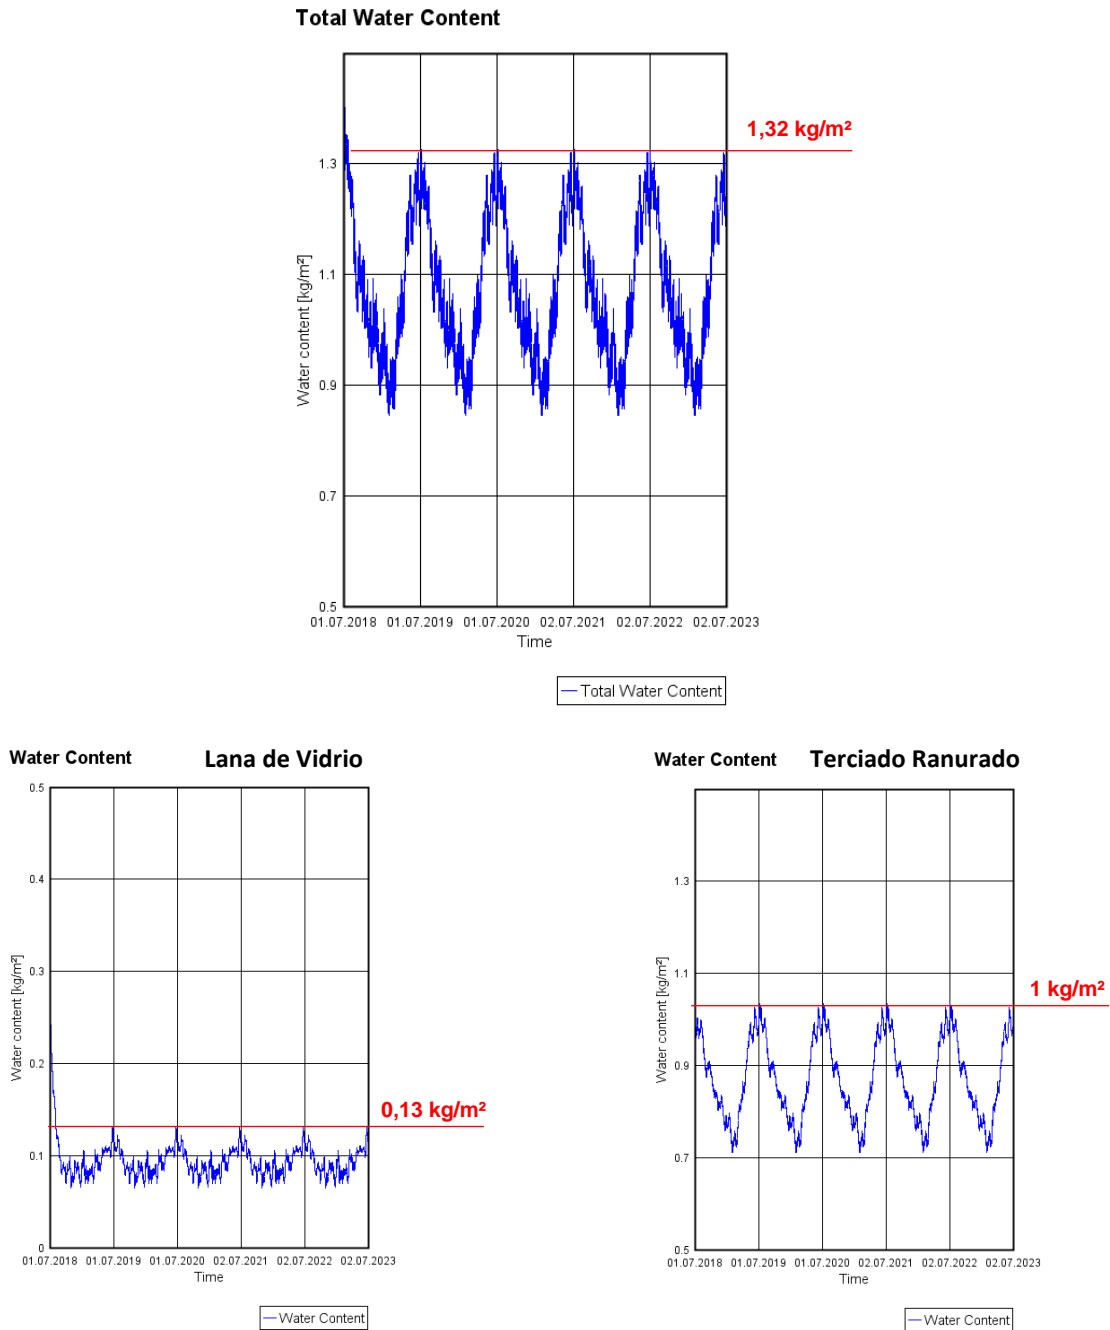 Total Water Content
1,32 kg/m²
1.3
1.1
0.9
0.7
0.5
Water content [kg/m²]
01.07.2018 01.07.2019 01.07.2020 02.07.2021 02.07.2022 02.07.2023
Time
Total Water Content
Water Content Lana de Vidrio
0.5
0.4
0.3
0.2
0.1
0
Water content [kg/m²]
0,13 kg/m²
01.07.2018 01.07.2019 01.07.2020 02.07.2021 02.07.2022 02.07.2023
Time
Water Content
Water Content Terciado Ranurado
1.3
1.1
0.9
0.7
0.5
Water content [kg/m²]
1 kg/m²
01.07.2018 01.07.2019 01.07.2020 02.07.2021 02.07.2022 02.07.2023
Time
Water Content